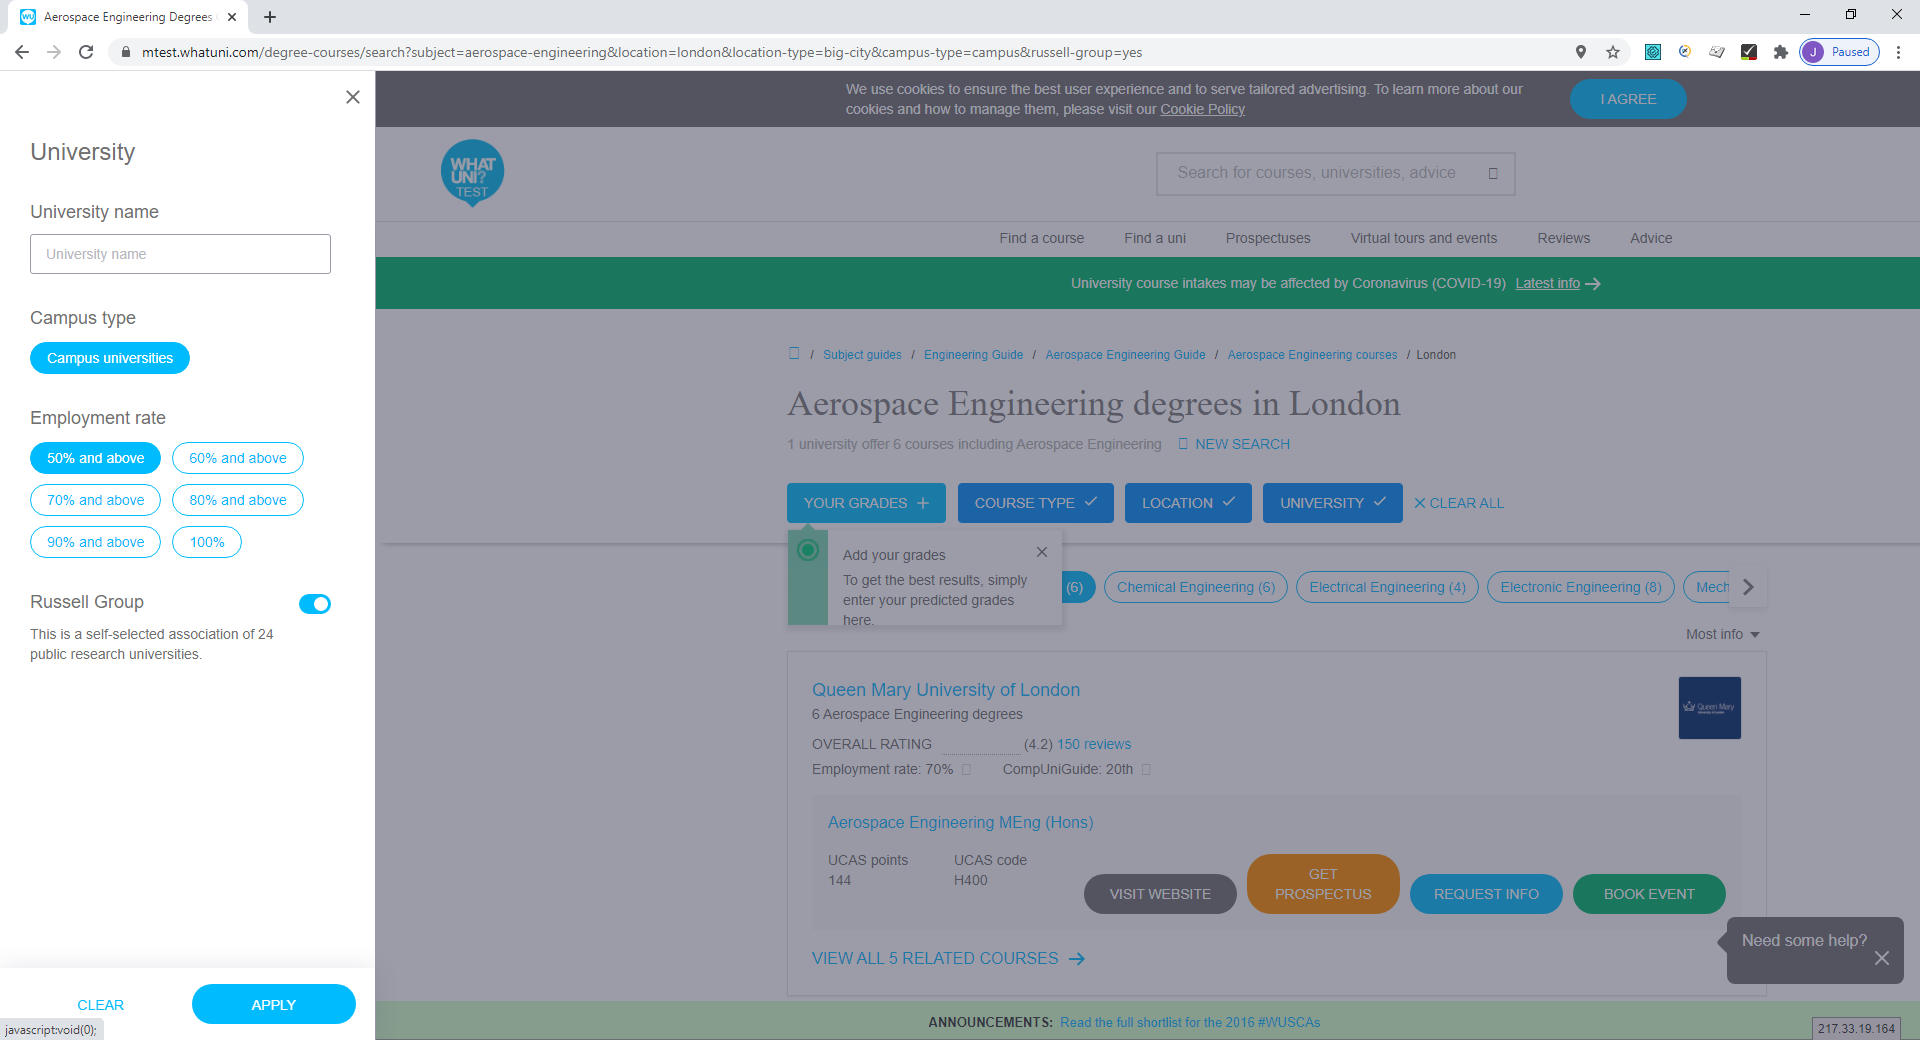 Aerospace Engineering Degrees
mtest.whatuni.com/degree-courses/search?subject=aerospace-engineering&location=london&location-type=big-city&campus-type=campus&russell-group=yes
J Paused
University
University name
University name
Campus type
Campus universities
Employment rate
50% and above 60% and above
70% and above 80% and above
90% and above 100%
Russell Group
This is a self-selected association of 24
public research universities.
CLEAR APPLY
javascript:void(0);
We use cookies to ensure the best user experience and to serve tailored advertising. To learn more about our
cookies and how to manage them, please visit our Cookie Policy
I AGREE
WHAT
UNI?
TEST
Search for courses, universities, advice
Find a course Find a uni Prospectuses Virtual tours and events Reviews Advice
University course intakes may be affected by Coronavirus (COVID-19) Latest info
/ Subject guides / Engineering Guide / Aerospace Engineering Guide / Aerospace Engineering courses / London
Aerospace Engineering degrees in London
1 university offer 6 courses including Aerospace Engineering NEW SEARCH
YOUR GRADES COURSE TYPE LOCATION UNIVERSITY CLEAR ALL
Add your grades
To get the best results, simply
enter your predicted grades
here.
(6) Chemical Engineering (6) Electrical Engineering (4) Electronic Engineering (8) Mech
Most info
Queen Mary University of London
6 Aerospace Engineering degrees
OVERALL RATING (4.2) 150 reviews
Employment rate: 70% CompUniGuide: 20th
Queen Mary
University of London
Aerospace Engineering MEng (Hons)
UCAS points UCAS code
144 H400
VISIT WEBSITE
GET
PROSPECTUS
REQUEST INFO
BOOK EVENT
VIEW ALL 5 RELATED COURSES
Need some help?
ANNOUNCEMENTS: Read the full shortlist for the 2016 #WUSCAs
217.33.19.164